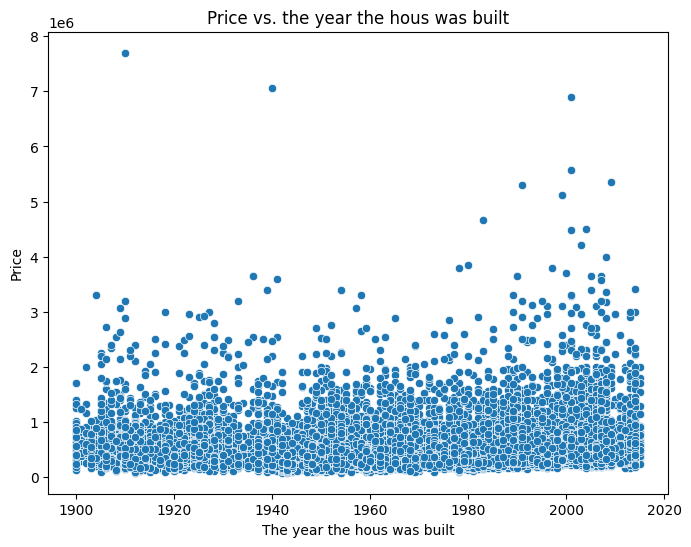 Price vs. the year the hous was built
1e6
8
7
6
5
4
3
2
1
0
Price
1900 1920 1940 1960 1980 2000 2020
The year the hous was built